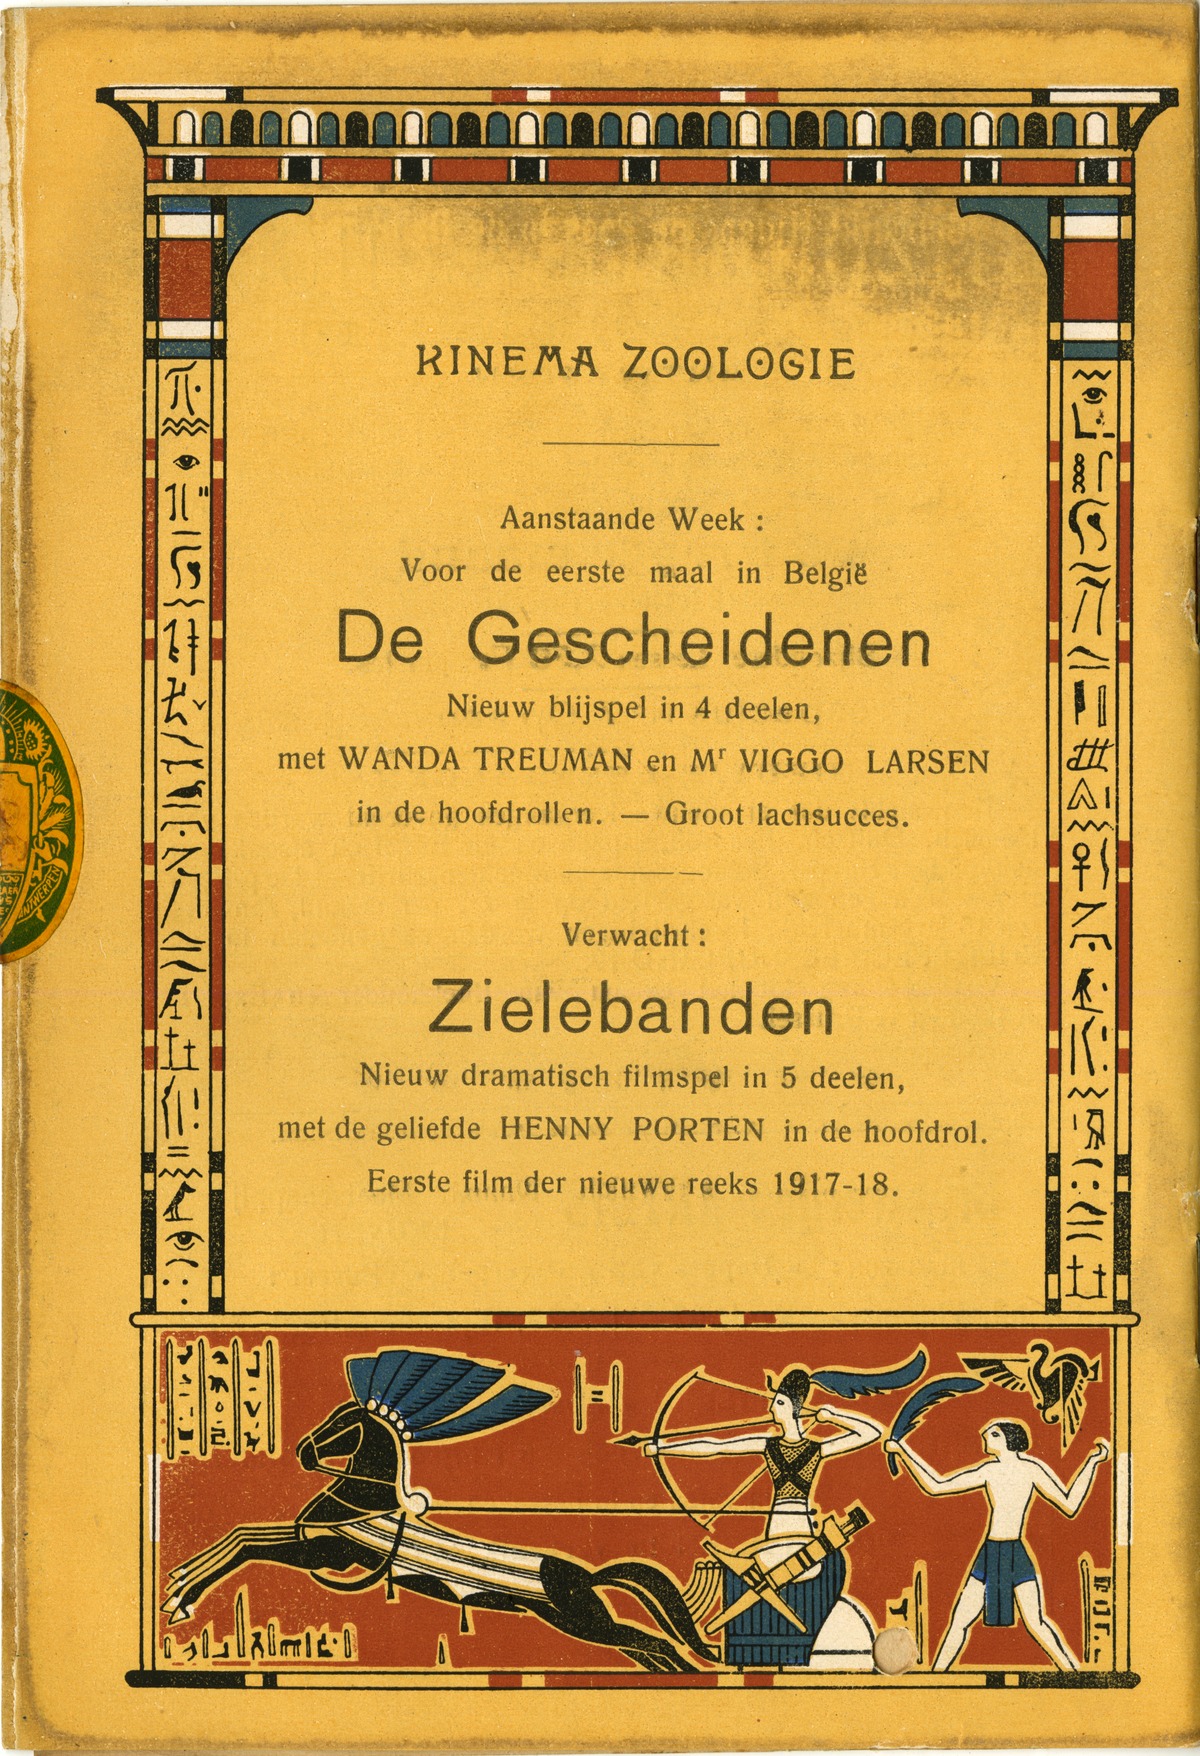 KINEMA ZOOLOGIE
Aanstaande Week :
Voor de eerste maal in België
De Gescheidenen
Nieuw blijspel in 4 deelen,
met WANDA TREUMAN en Mr VIGGO LARSEN
in de hoofdrollen. — Groot lachsucces.
Verwacht :
Zielebanden
Nieuw dramatisch filmspel in 5 deelen,
met de geliefde HENNY PORTEN in de hoofdrol.
Eerste film der nieuwe reeks 1917-18.
ANTWERPEN